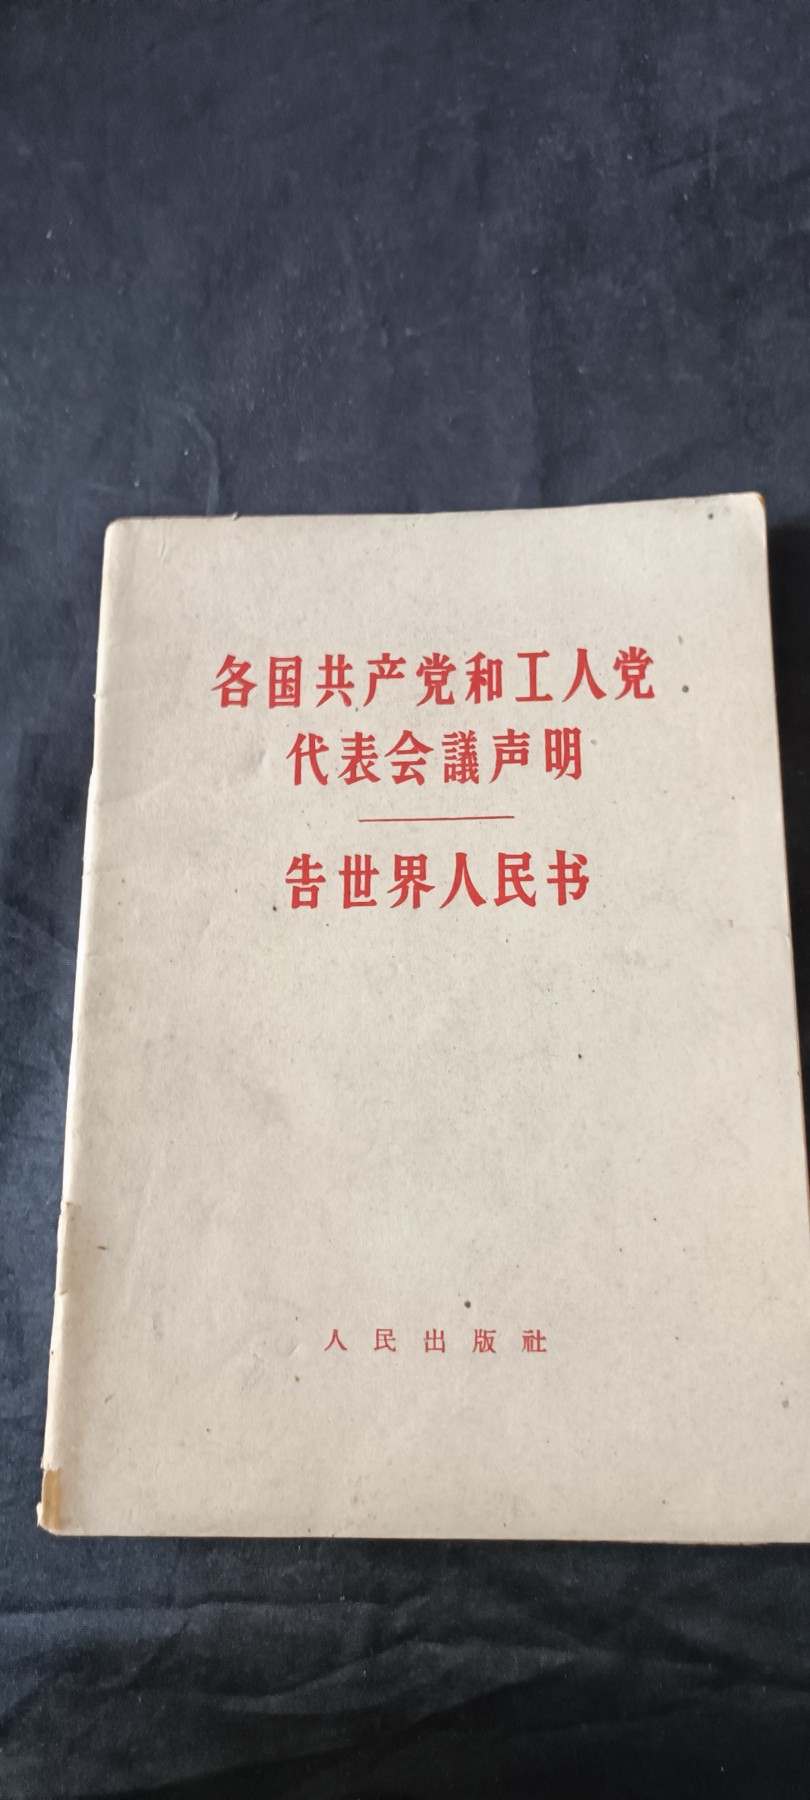 各国共产党和工人党
代表会議声明
告世界人民书
人民出版社